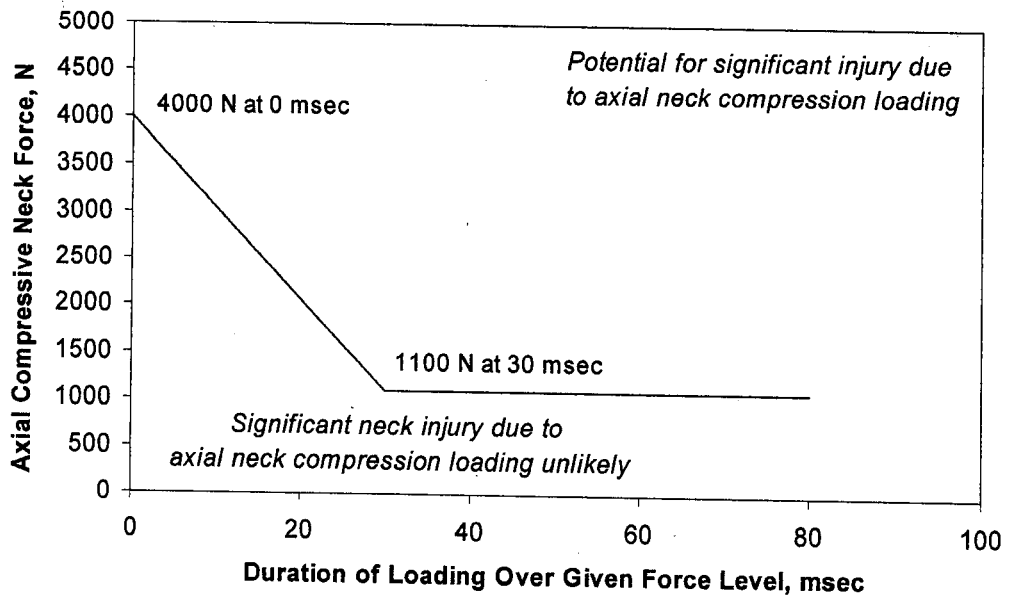 Axial Compressive Neck Force, N
5000
4500
4000
3500
3000
2500
2000
1500
1000
500
0
Potential for significant injury due
to axial neck compression loading
4000 N at 0 msec
1100 N at 30 msec
Significant neck injury due to
axial neck compression loading unlikely
0
20
40
60
80
100
Duration of Loading Over Given Force Level, msec